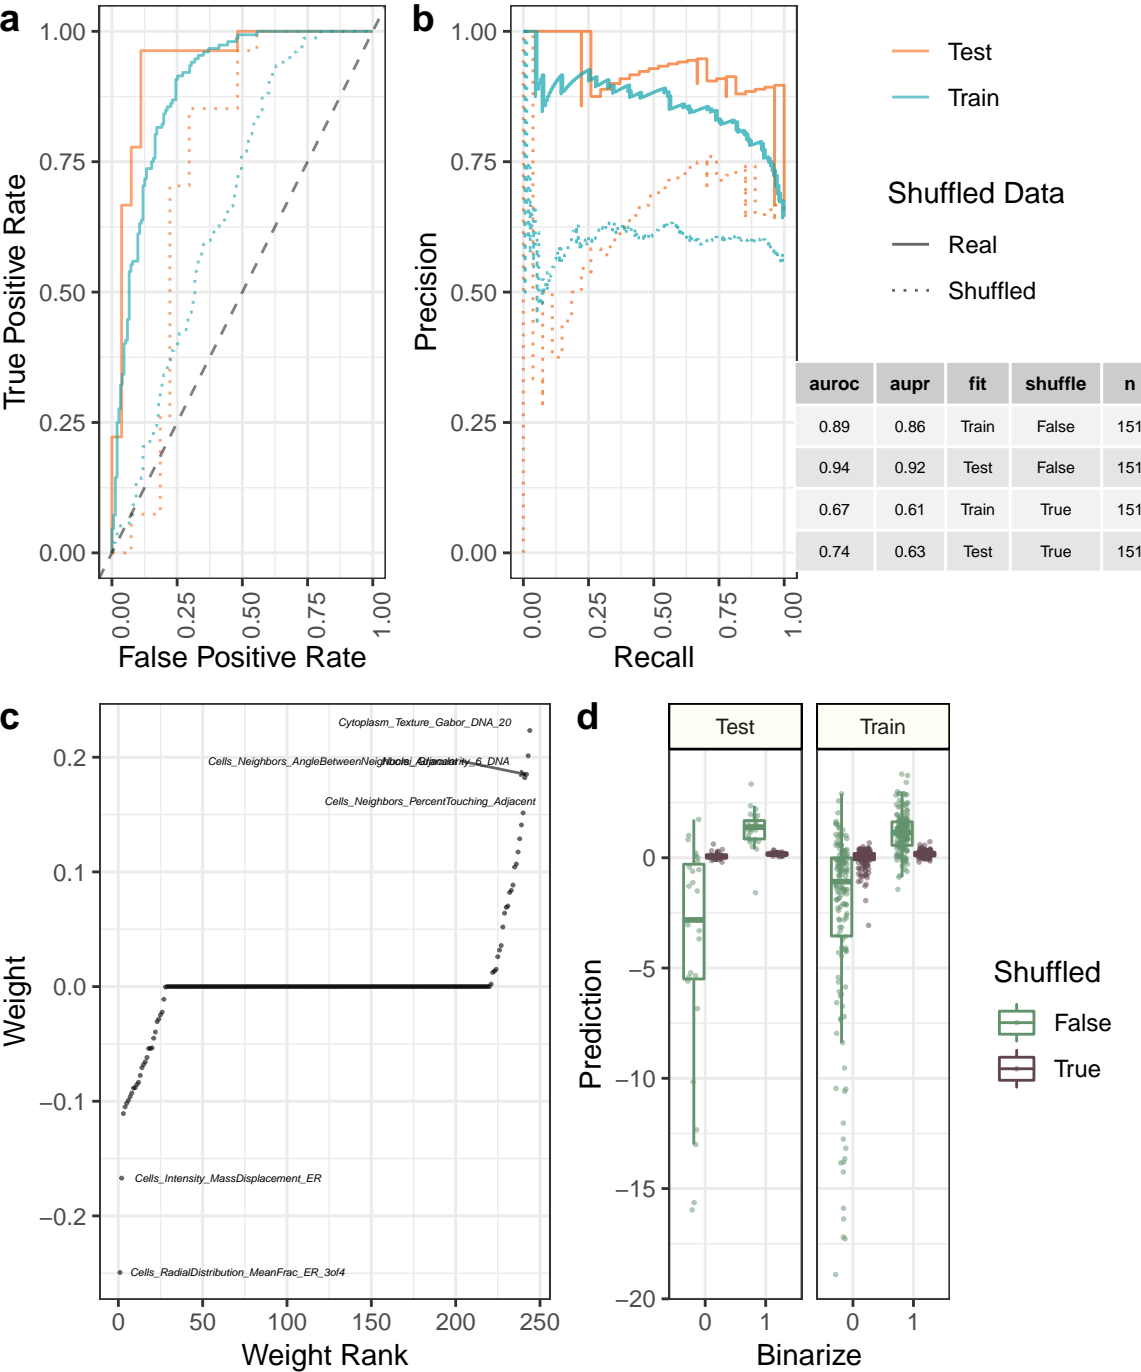 a
True Positive Rate
1.00
0.75
0.50
0.25
0.00
0.00
0.25
0.50
0.75
1.00
False Positive Rate
b
Precision
1.00
0.75
0.50
0.25
0.00
0.00
0.25
0.50
0.75
1.00
Recall
Test
Train
Shuffled Data
Real
Shuffled
auroc aupr fit shuffle n
0.89 0.86 Train False 151
0.94 0.92 Test False 151
0.67 0.61 Train True 151
0.74 0.63 Test True 151
c
Weight
0.2
0.1
0.0
−0.1
−0.2
Cytoplasm_Texture_Gabor_DNA_20
Cells_Neighbors_AngleBetweenNeighbors_Adjacent
Nuclei_Granularity_6_DNA
Cells_Neighbors_PercentTouching_Adjacent
Cells_Intensity_MassDisplacement_ER
Cells_RadialDistribution_MeanFrac_ER_3of4
0
50
100
150
200
250
Weight Rank
d
Test
Train
Prediction
0
−5
−10
−15
−20
0
1
0
1
Binarize
Shuffled
False
True